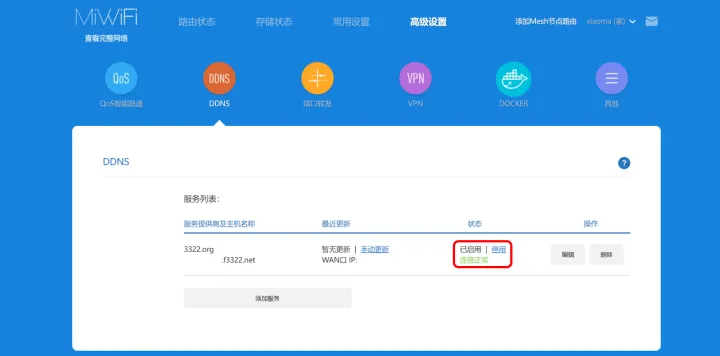 MiWiFi
路由状态 存储状态 常用设置 高级设置 添加Mesh节点路由 xiaoma (家)
查看完整网络
QoS DDNS
QoS智能限速 DDNS 端口转发 VPN DOCKER 其他
DDNS ?
服务列表:
服务提供商及主机名称 最近更新 状态 操作
3322.org 暂无更新 | 手动更新 已启用 | 停用 编辑 删除
.f3322.net WAN口 IP: 连接正常
添加服务